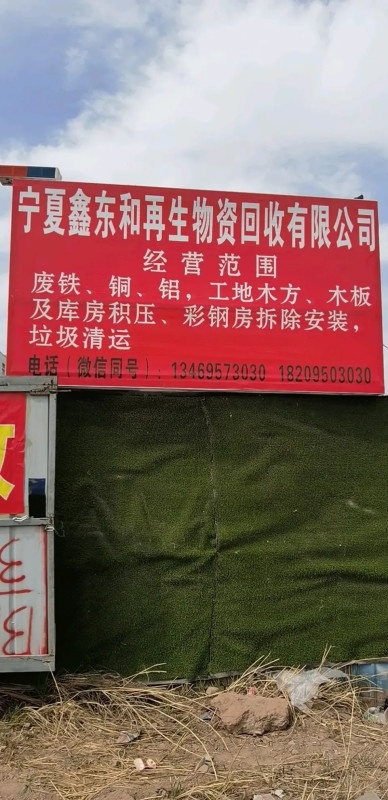 宁夏鑫东和再生物资回收有限公司
经营范围
废铁、铜、铝，工地木方、木板
及库房积压、彩钢房拆除安装，
垃圾清运
电话（微信同号）：13469573030 18209503030